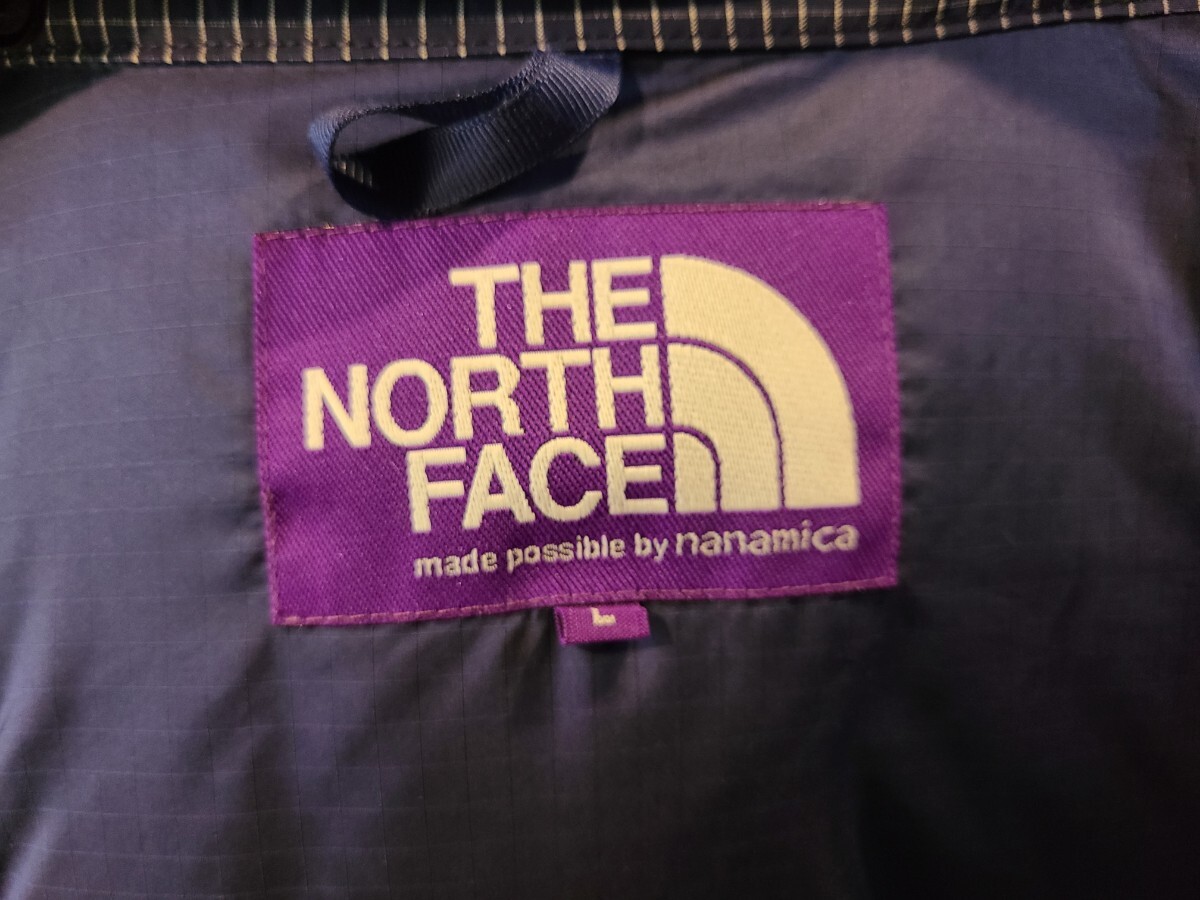 THE
NORTH
FACE
made possible by nanamica
L